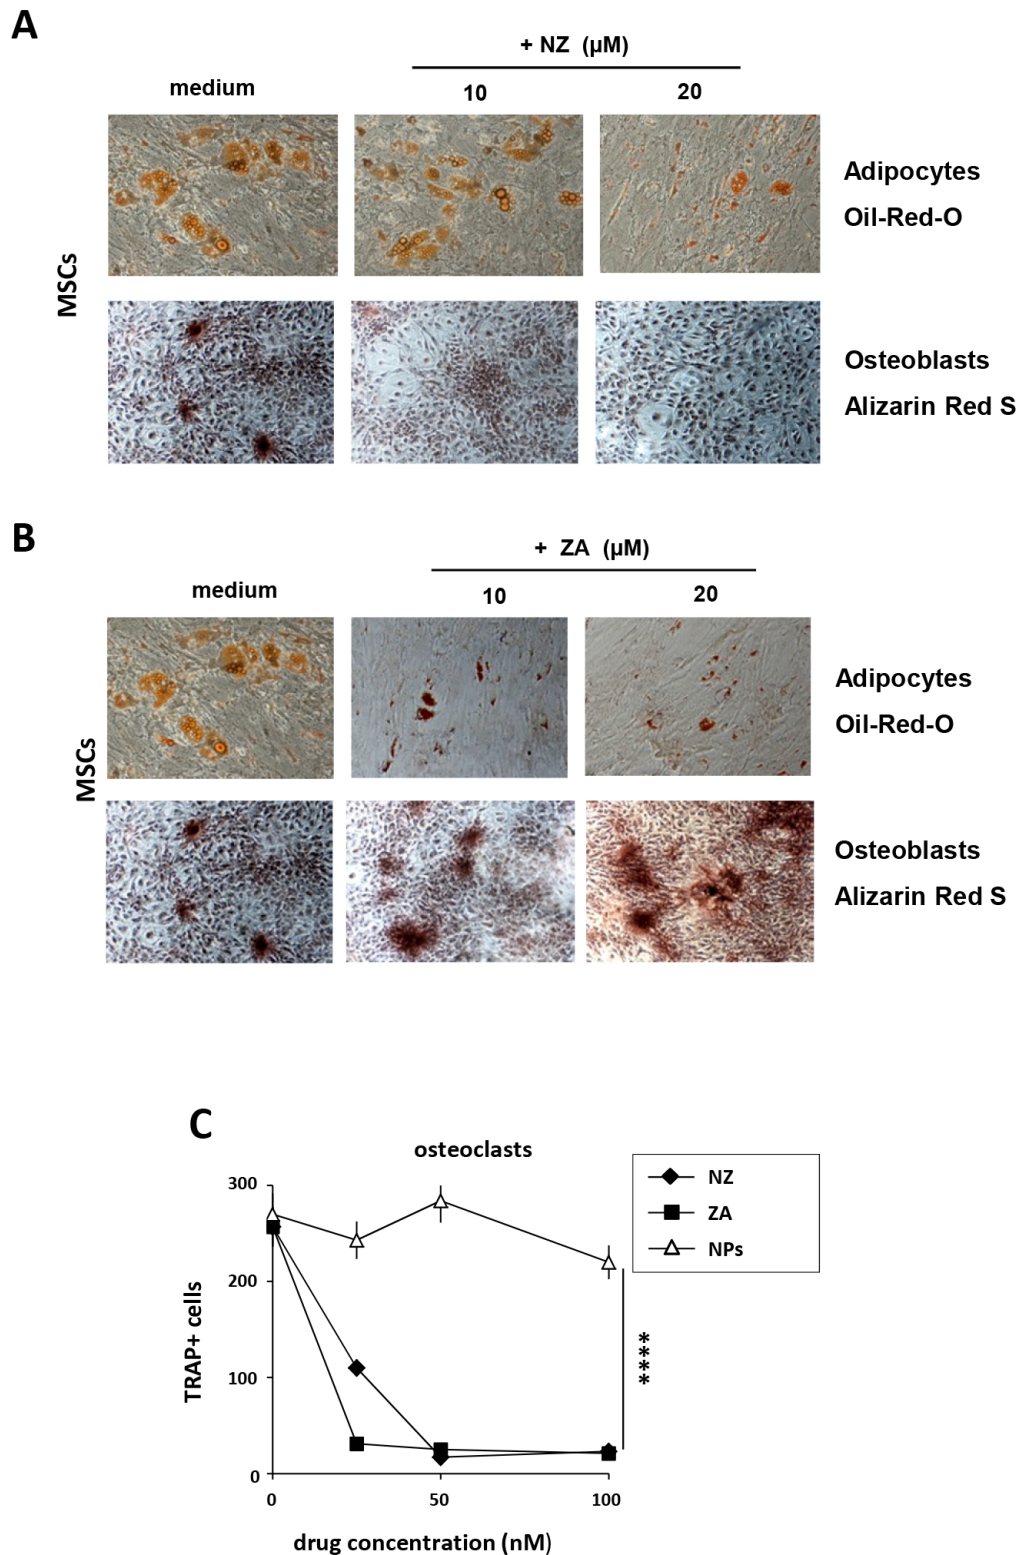 A
+ NZ (µM)
medium
10
20
MSCs
Adipocytes
Oil-Red-O
Osteoblasts
Alizarin Red S
B
+ ZA (µM)
medium
10
20
MSCs
Adipocytes
Oil-Red-O
Osteoblasts
Alizarin Red S
C
osteoclasts
NZ
ZA
NPs
300
200
100
0
TRAP+ cells
****
0
50
100
drug concentration (nM)